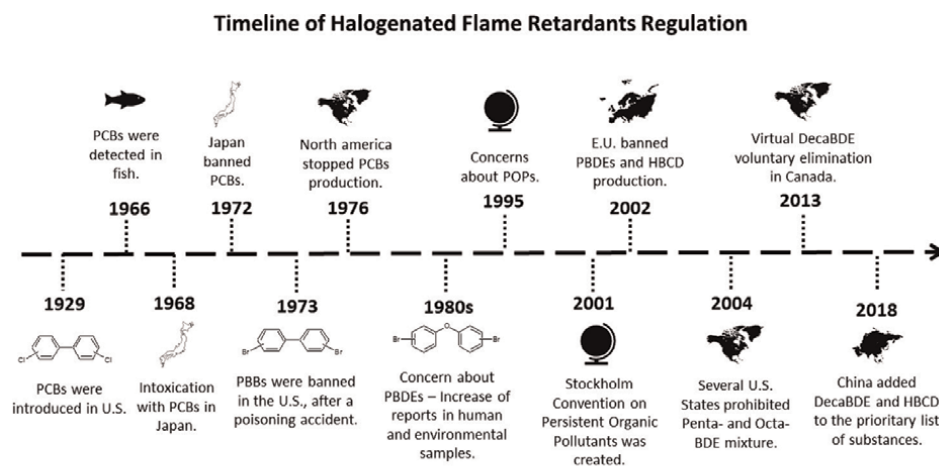 Timeline of Halogenated Flame Retardants Regulation
PCBs were
detected in
fish.
1966
Japan
banned
PCBs.
1972
North america
stopped PCBs
production.
1976
Concerns
about POPs.
1995
E.U. banned
PBDEs and HBCD
production.
2002
Virtual DecaBDE
voluntary elimination
in Canada.
2013
1929
Cl
Cl
PCBs were
introduced in U.S.
1968
Intoxication
with PCBs in
Japan.
1973
Br
Br
PBBs were banned
in the U.S., after a
poisoning accident.
1980s
Br
O
Br
Concern about
PBDEs – Increase of
reports in human
and environmental
samples.
2001
Stockholm
Convention on
Persistent Organic
Pollutants was
created.
2004
Several U.S.
States prohibited
Penta- and Octa-
BDE mixture.
2018
China added
DecaBDE and HBCD
to the prioritary list
of substances.